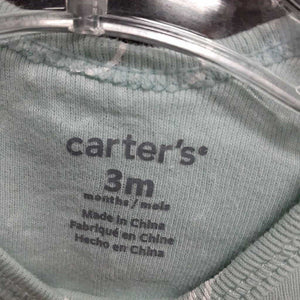 carter's®
3m
months / mois
Made in China
Fabriqué en Chine
Hecho en China